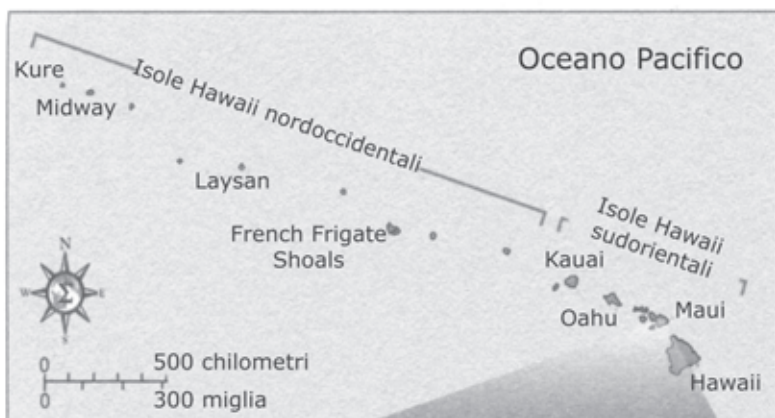 Oceano Pacifico
Kure
Midway
Isole Hawaii nordoccidentali
Laysan
French Frigate
Shoals
Isole Hawaii
sudorientali
Kauai
Oahu
Maui
Hawaii
N
W E
S
Σ
0 500 chilometri
0 300 miglia